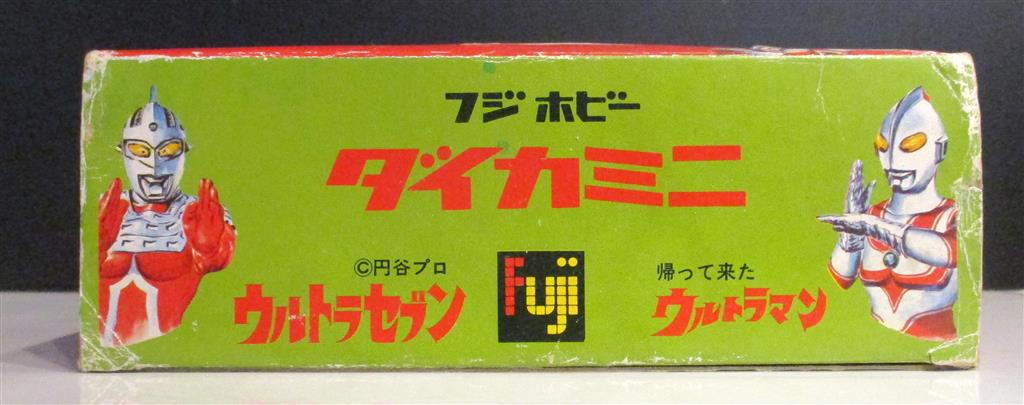 フジホビー
ダイカミニ
©円谷プロ
ウルトラセブン
Fuji
帰って来た
ウルトラマン